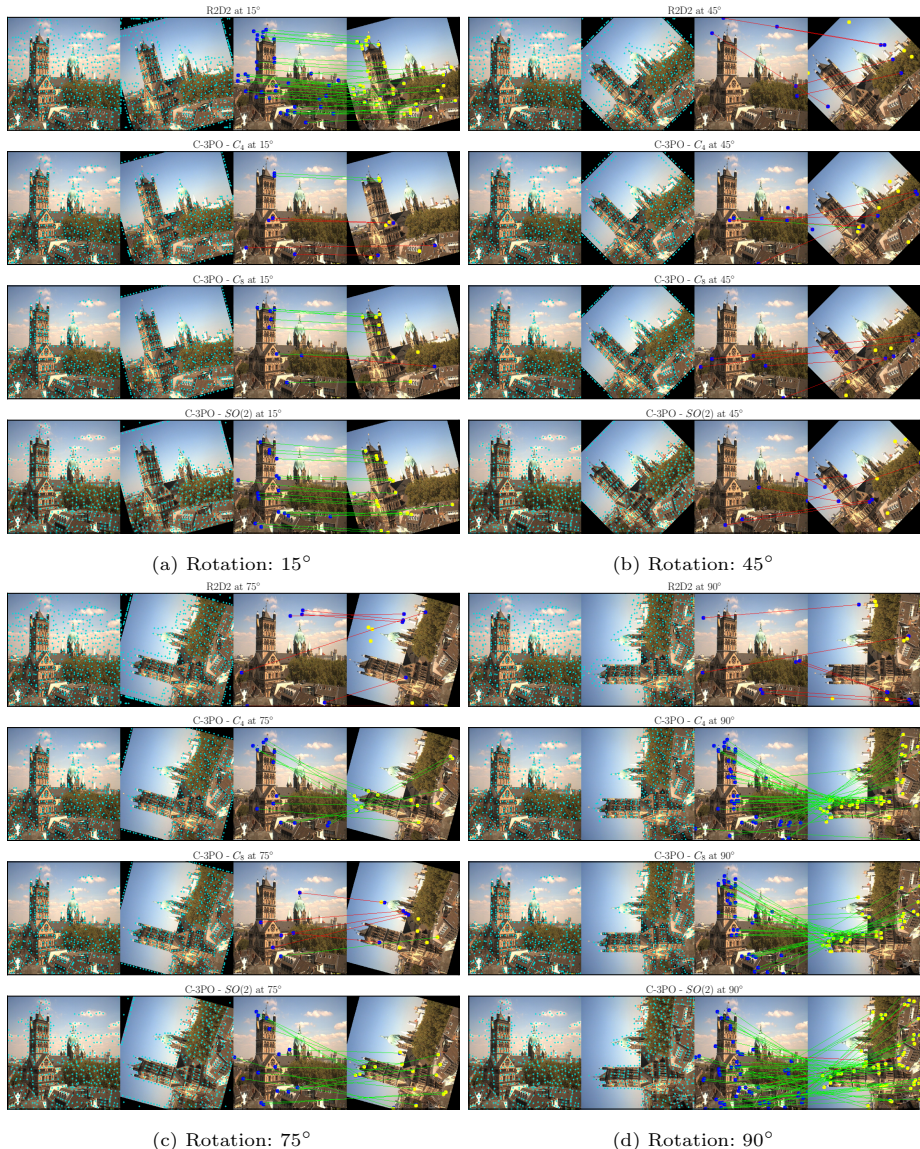 R2D2 at 15°
R2D2 at 45°
C-3PO - C₄ at 15°
C-3PO - C₄ at 45°
C-3PO - C₈ at 15°
C-3PO - C₈ at 45°
C-3PO - SO(2) at 15°
C-3PO - SO(2) at 45°
(a) Rotation: 15°
(b) Rotation: 45°
R2D2 at 75°
R2D2 at 90°
C-3PO - C₄ at 75°
C-3PO - C₄ at 90°
C-3PO - C₈ at 75°
C-3PO - C₈ at 90°
C-3PO - SO(2) at 75°
C-3PO - SO(2) at 90°
(c) Rotation: 75°
(d) Rotation: 90°